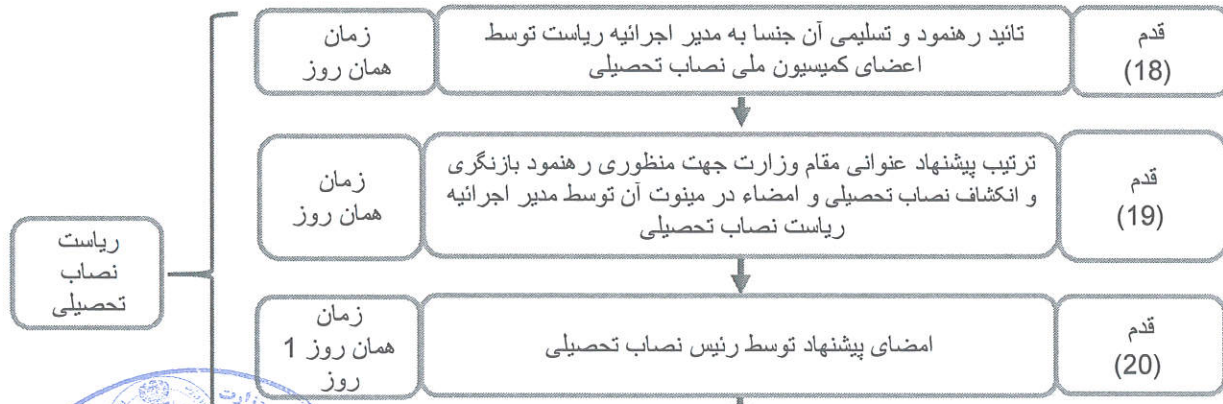 قدم
(18)
تائید رهنمود و تسلیمی آن جنسا به مدیر اجرائیه ریاست توسط
اعضای کمیسیون ملی نصاب تحصیلی
زمان
همان روز
قدم
(19)
ترتیب پیشنهاد عنوانی مقام وزارت جهت منظوری رهنمود بازنگری
و انکشاف نصاب تحصیلی و امضاء در مینوت آن توسط مدیر اجرائیه
ریاست نصاب تحصیلی
زمان
همان روز
قدم
(20)
امضای پیشنهاد توسط رئیس نصاب تحصیلی
زمان
همان روز 1
روز
ریاست
نصاب
تحصیلی
وزارت